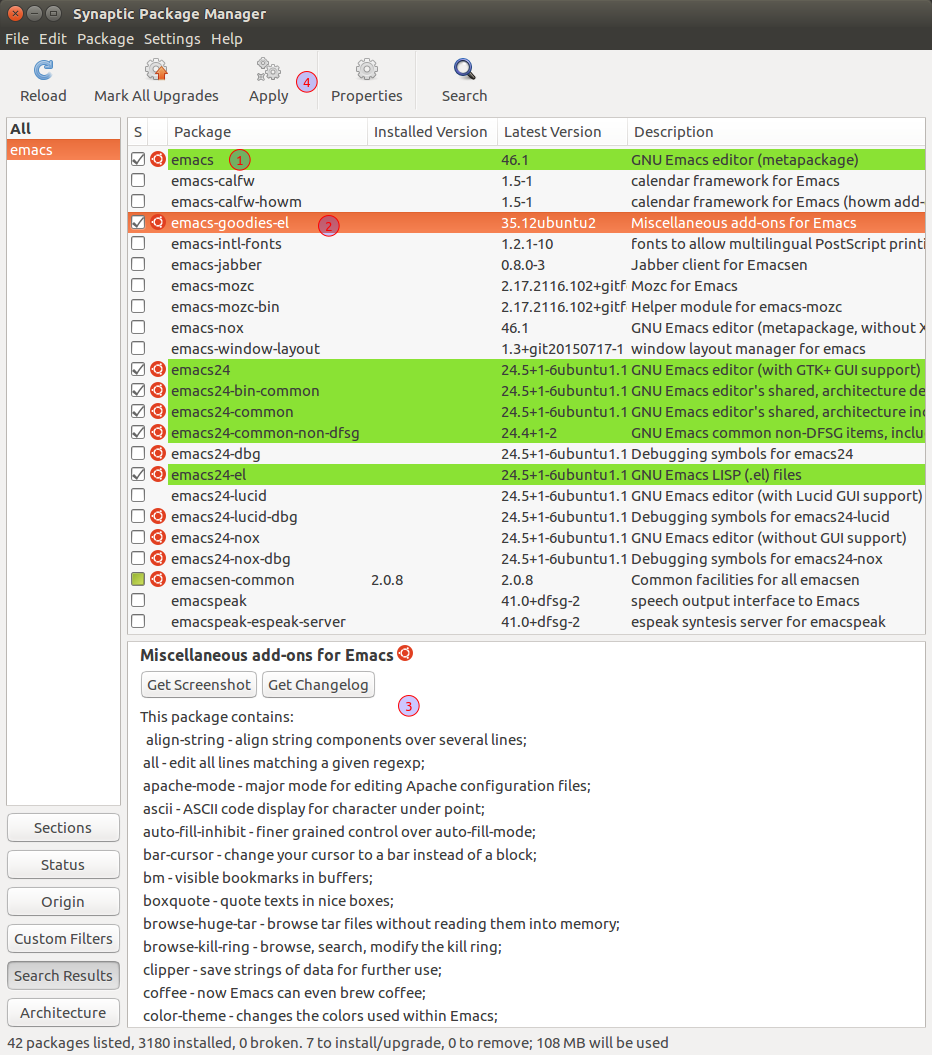 Synaptic Package Manager
File Edit Package Settings Help
Reload Mark All Upgrades Apply 4 Properties Search
All
emacs
S Package Installed Version Latest Version Description
emacs 1 46.1 GNU Emacs editor (metapackage)
emacs-calfw 1.5-1 calendar framework for Emacs
emacs-calfw-howm 1.5-1 calendar framework for Emacs (howm add-
emacs-goodies-el 2 35.12ubuntu2 Miscellaneous add-ons for Emacs
emacs-intl-fonts 1.2.1-10 fonts to allow multilingual PostScript printi
emacs-jabber 0.8.0-3 Jabber client for Emacsen
emacs-mozc 2.17.2116.102+gitf Mozc for Emacs
emacs-mozc-bin 2.17.2116.102+gitf Helper module for emacs-mozc
emacs-nox 46.1 GNU Emacs editor (metapackage, without X
emacs-window-layout 1.3+git20150717-1 window layout manager for emacs
emacs24 24.5+1-6ubuntu1.1 GNU Emacs editor (with GTK+ GUI support)
emacs24-bin-common 24.5+1-6ubuntu1.1 GNU Emacs editor's shared, architecture de
emacs24-common 24.5+1-6ubuntu1.1 GNU Emacs editor's shared, architecture inc
emacs24-common-non-dfsg 24.4+1-2 GNU Emacs common non-DFSG items, inclu
emacs24-dbg 24.5+1-6ubuntu1.1 Debugging symbols for emacs24
emacs24-el 24.5+1-6ubuntu1.1 GNU Emacs LISP (.el) files
emacs24-lucid 24.5+1-6ubuntu1.1 GNU Emacs editor (with Lucid GUI support)
emacs24-lucid-dbg 24.5+1-6ubuntu1.1 Debugging symbols for emacs24-lucid
emacs24-nox 24.5+1-6ubuntu1.1 GNU Emacs editor (without GUI support)
emacs24-nox-dbg 24.5+1-6ubuntu1.1 Debugging symbols for emacs24-nox
emacsen-common 2.0.8 2.0.8 Common facilities for all emacsen
emacspeak 41.0+dfsg-2 speech output interface to Emacs
emacspeak-espeak-server 41.0+dfsg-2 espeak syntesis server for emacspeak
Miscellaneous add-ons for Emacs
Get Screenshot Get Changelog
3
This package contains:
align-string - align string components over several lines;
all - edit all lines matching a given regexp;
apache-mode - major mode for editing Apache configuration files;
ascii - ASCII code display for character under point;
auto-fill-inhibit - finer grained control over auto-fill-mode;
bar-cursor - change your cursor to a bar instead of a block;
bm - visible bookmarks in buffers;
boxquote - quote texts in nice boxes;
browse-huge-tar - browse tar files without reading them into memory;
browse-kill-ring - browse, search, modify the kill ring;
clipper - save strings of data for further use;
coffee - now Emacs can even brew coffee;
color-theme - changes the colors used within Emacs;
Sections
Status
Origin
Custom Filters
Search Results
Architecture
42 packages listed, 3180 installed, 0 broken. 7 to install/upgrade, 0 to remove; 108 MB will be used